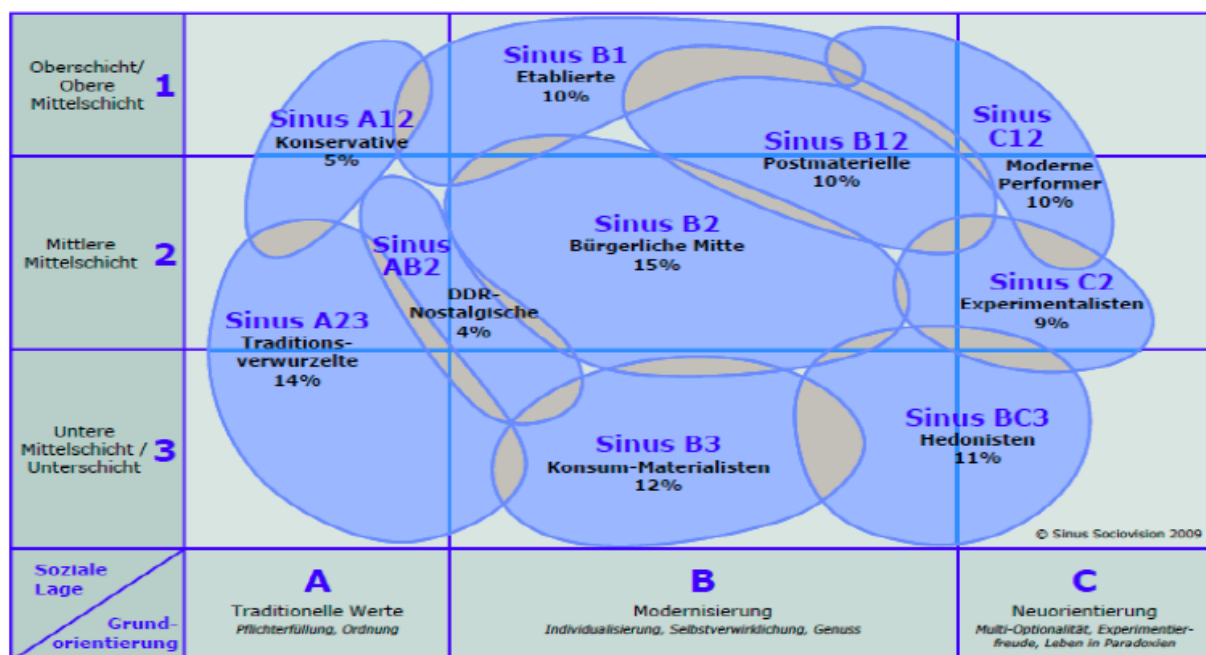 Oberschicht/
Obere
Mittelschicht
1
Sinus B1
Etablierte
10%
Sinus A12
Konservative
5%
Sinus B12
Postmaterielle
10%
Sinus
C12
Moderne
Performer
10%
Mittlere
Mittelschicht
2
Sinus
AB2
DDR-
Nostalgische
4%
Sinus B2
Bürgerliche Mitte
15%
Sinus C2
Experimentalisten
9%
Sinus A23
Traditions-
verwurzelte
14%
Untere
Mittelschicht /
Unterschicht
3
Sinus B3
Konsum-Materialisten
12%
Sinus BC3
Hedonisten
11%
© Sinus Sociovision 2009
Soziale
Lage
Grund-
orientierung
A
Traditionelle Werte
Pflichterfüllung, Ordnung
B
Modernisierung
Individualisierung, Selbstverwirklichung, Genuss
C
Neuorientierung
Multi-Optionalität, Experimentier-
freude, Leben in Paradoxien